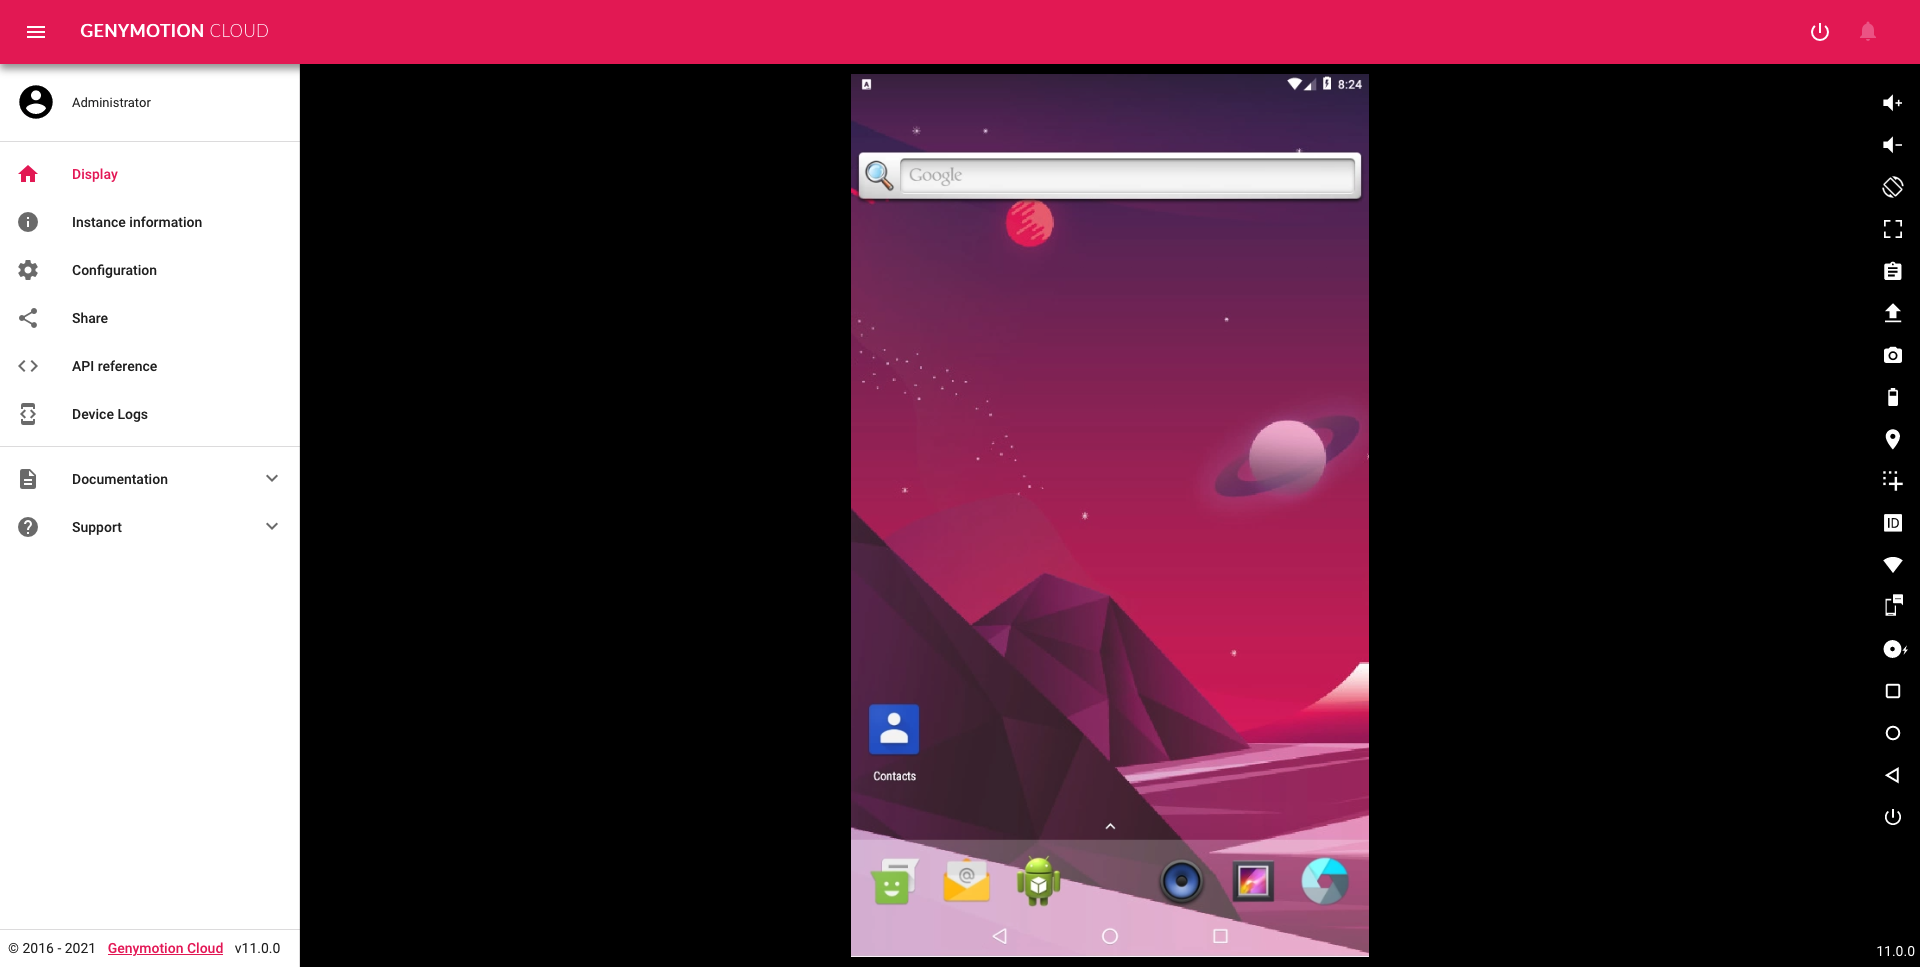 GENYMOTION CLOUD
Administrator
Display
Instance information
Configuration
Share
API reference
Device Logs
Documentation
Support
© 2016 - 2021 Genymotion Cloud v11.0.0
A
8:24
Google
Contacts
@
ID
11.0.0